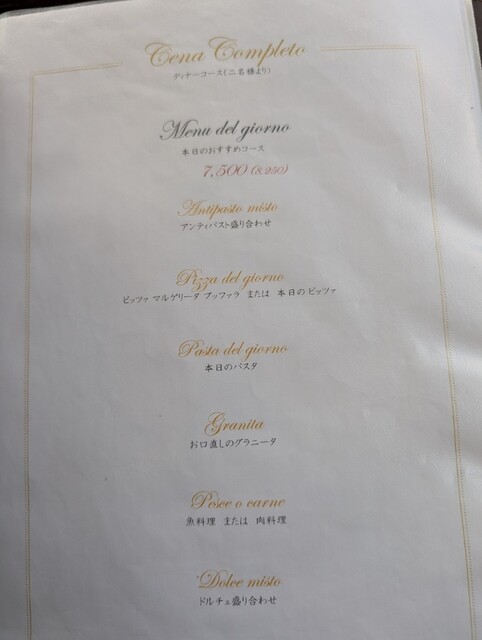 Cena Completo
ディナーコース(二名様より)
Menu del giorno
本日のおすすめコース
7,500 (8,250)
Antipasto misto
アンティパスト盛り合わせ
Pizza del giorno
ピッツァ マルゲリータ ブッファラ または 本日の ピッツァ
Pasta del giorno
本日のパスタ
Granita
お口直しのグラニータ
Pesce o carne
魚料理 または 肉料理
Dolce misto
ドルチェ盛り合わせ